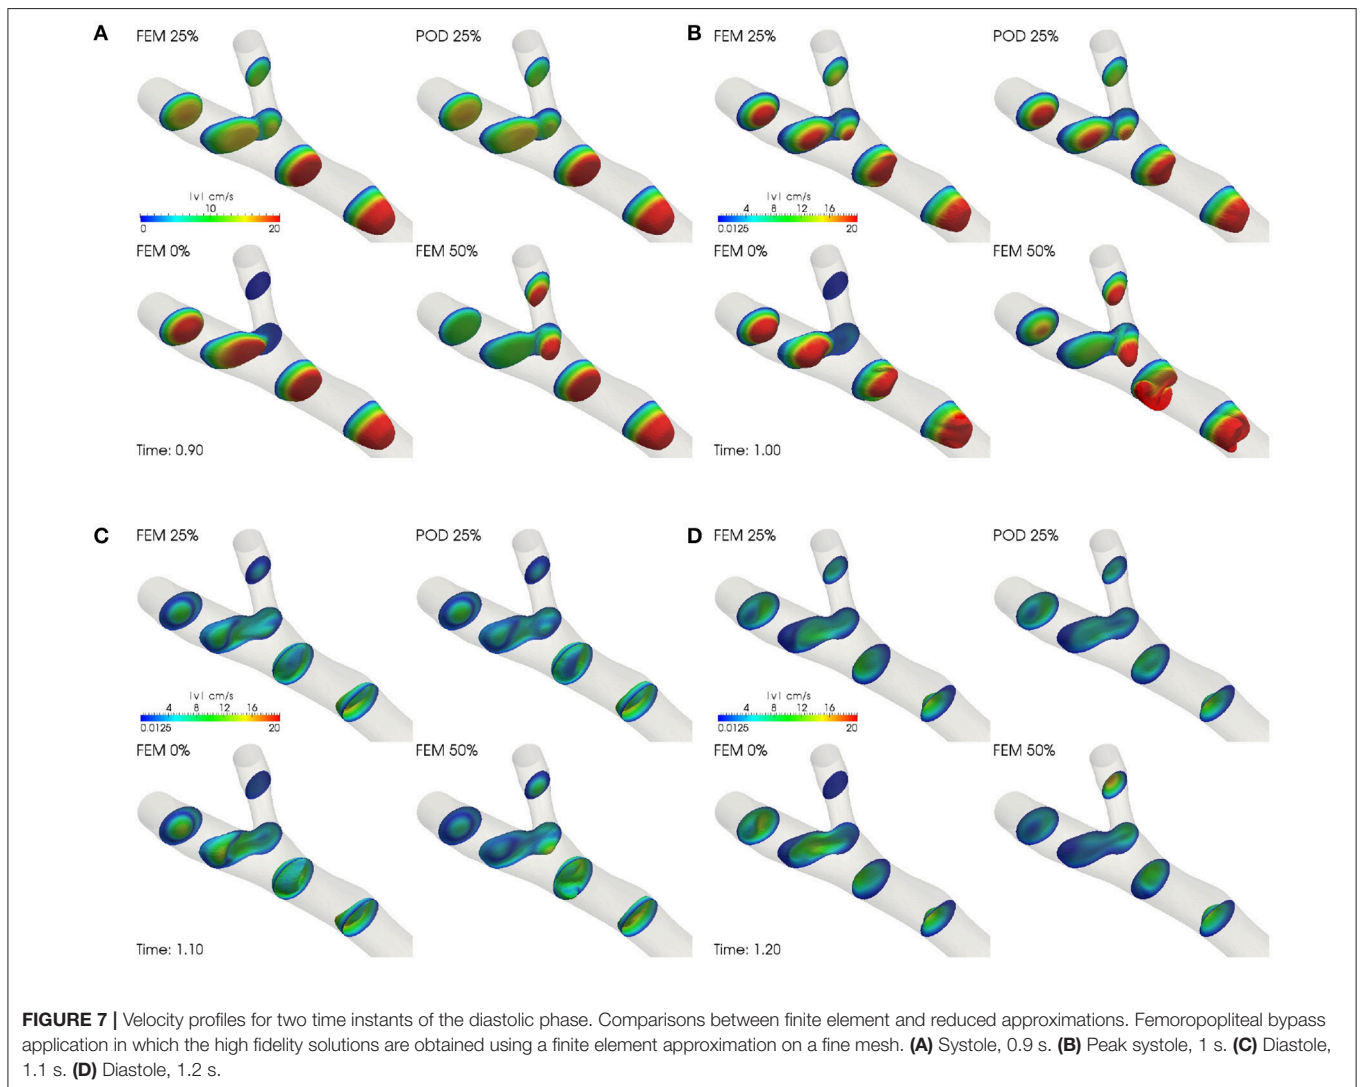 A FEM 25% POD 25%
|v| cm/s
10
0 20
FEM 0% FEM 50%
Time: 0.90
B FEM 25% POD 25%
|v| cm/s
4 8 12 16
0.0125 20
FEM 0% FEM 50%
Time: 1.00
C FEM 25% POD 25%
|v| cm/s
4 8 12 16
0.0125 20
FEM 0% FEM 50%
Time: 1.10
D FEM 25% POD 25%
|v| cm/s
4 8 12 16
0.0125 20
FEM 0% FEM 50%
Time: 1.20
FIGURE 7 | Velocity profiles for two time instants of the diastolic phase. Comparisons between finite element and reduced approximations. Femoropopliteal bypass
application in which the high fidelity solutions are obtained using a finite element approximation on a fine mesh. (A) Systole, 0.9 s. (B) Peak systole, 1 s. (C) Diastole,
1.1 s. (D) Diastole, 1.2 s.